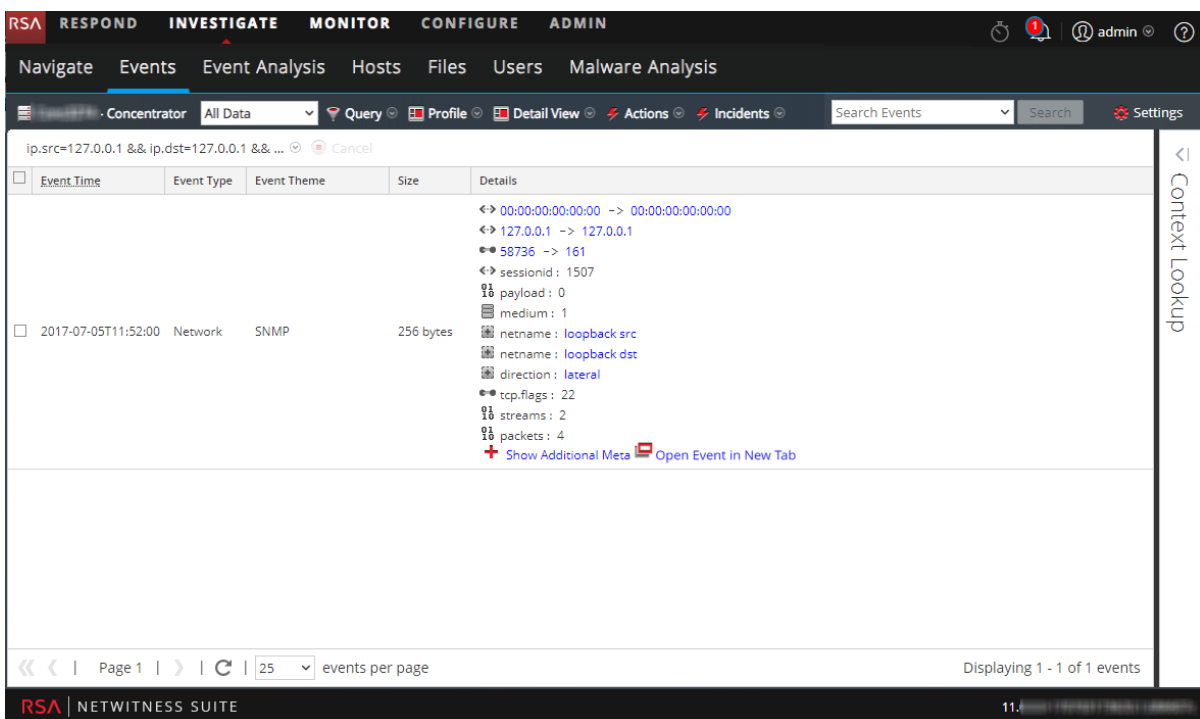 RSA RESPOND INVESTIGATE MONITOR CONFIGURE ADMIN 1 admin ?
Navigate Events Event Analysis Hosts Files Users Malware Analysis
- Concentrator All Data Query Profile Detail View Actions Incidents Search Events Search Settings
ip.src=127.0.0.1 && ip.dst=127.0.0.1 && ... Cancel
Context Lookup
Event Time Event Type Event Theme Size Details
00:00:00:00:00:00 -> 00:00:00:00:00:00
127.0.0.1 -> 127.0.0.1
58736 -> 161
sessionid : 1507
payload : 0
medium : 1
2017-07-05T11:52:00 Network SNMP 256 bytes netname : loopback src
netname : loopback dst
direction : lateral
tcp.flags : 22
streams : 2
packets : 4
Show Additional Meta Open Event in New Tab
Page 1 | 25 events per page Displaying 1 - 1 of 1 events
RSA | NETWITNESS SUITE 11.